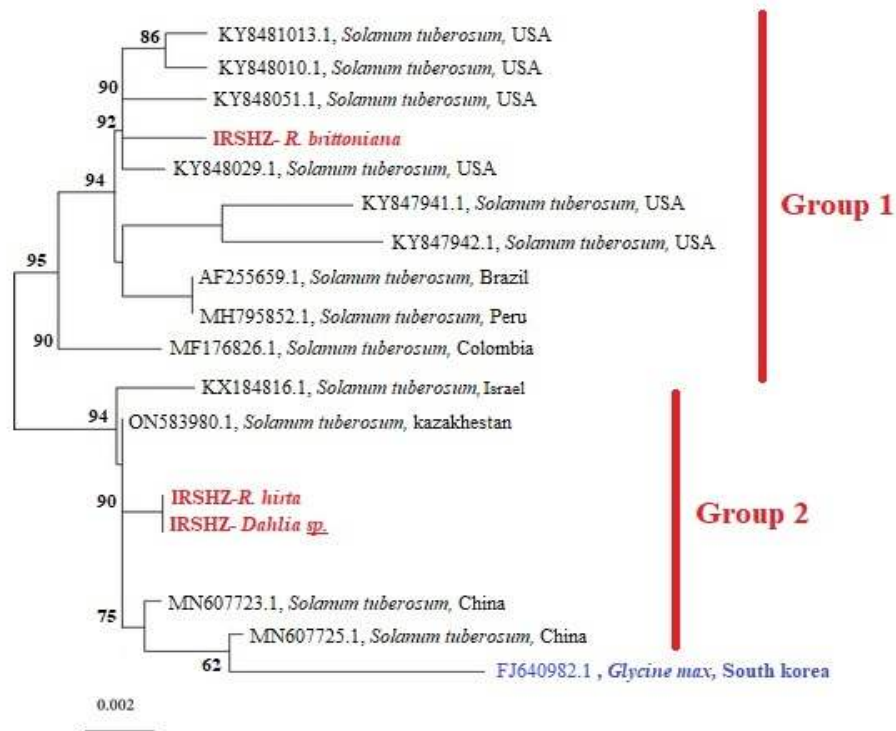 86
KY8481013.1, Solanum tuberosum, USA
KY848010.1, Solanum tuberosum, USA
90
KY848051.1, Solanum tuberosum, USA
92
IRSHZ- R. brittoniana
94
KY848029.1, Solanum tuberosum, USA
KY847941.1, Solanum tuberosum, USA
Group 1
KY847942.1, Solanum tuberosum, USA
95
AF255659.1, Solanum tuberosum, Brazil
MH795852.1, Solanum tuberosum, Peru
90
MF176826.1, Solanum tuberosum, Colombia
KX184816.1, Solanum tuberosum, Israel
94
ON583980.1, Solanum tuberosum, kazakhestan
90
IRSHZ-R. hirta
IRSHZ- Dahlia sp.
Group 2
MN607723.1, Solanum tuberosum, China
75
MN607725.1, Solanum tuberosum, China
62
FJ640982.1 , Glycine max, South korea
0.002